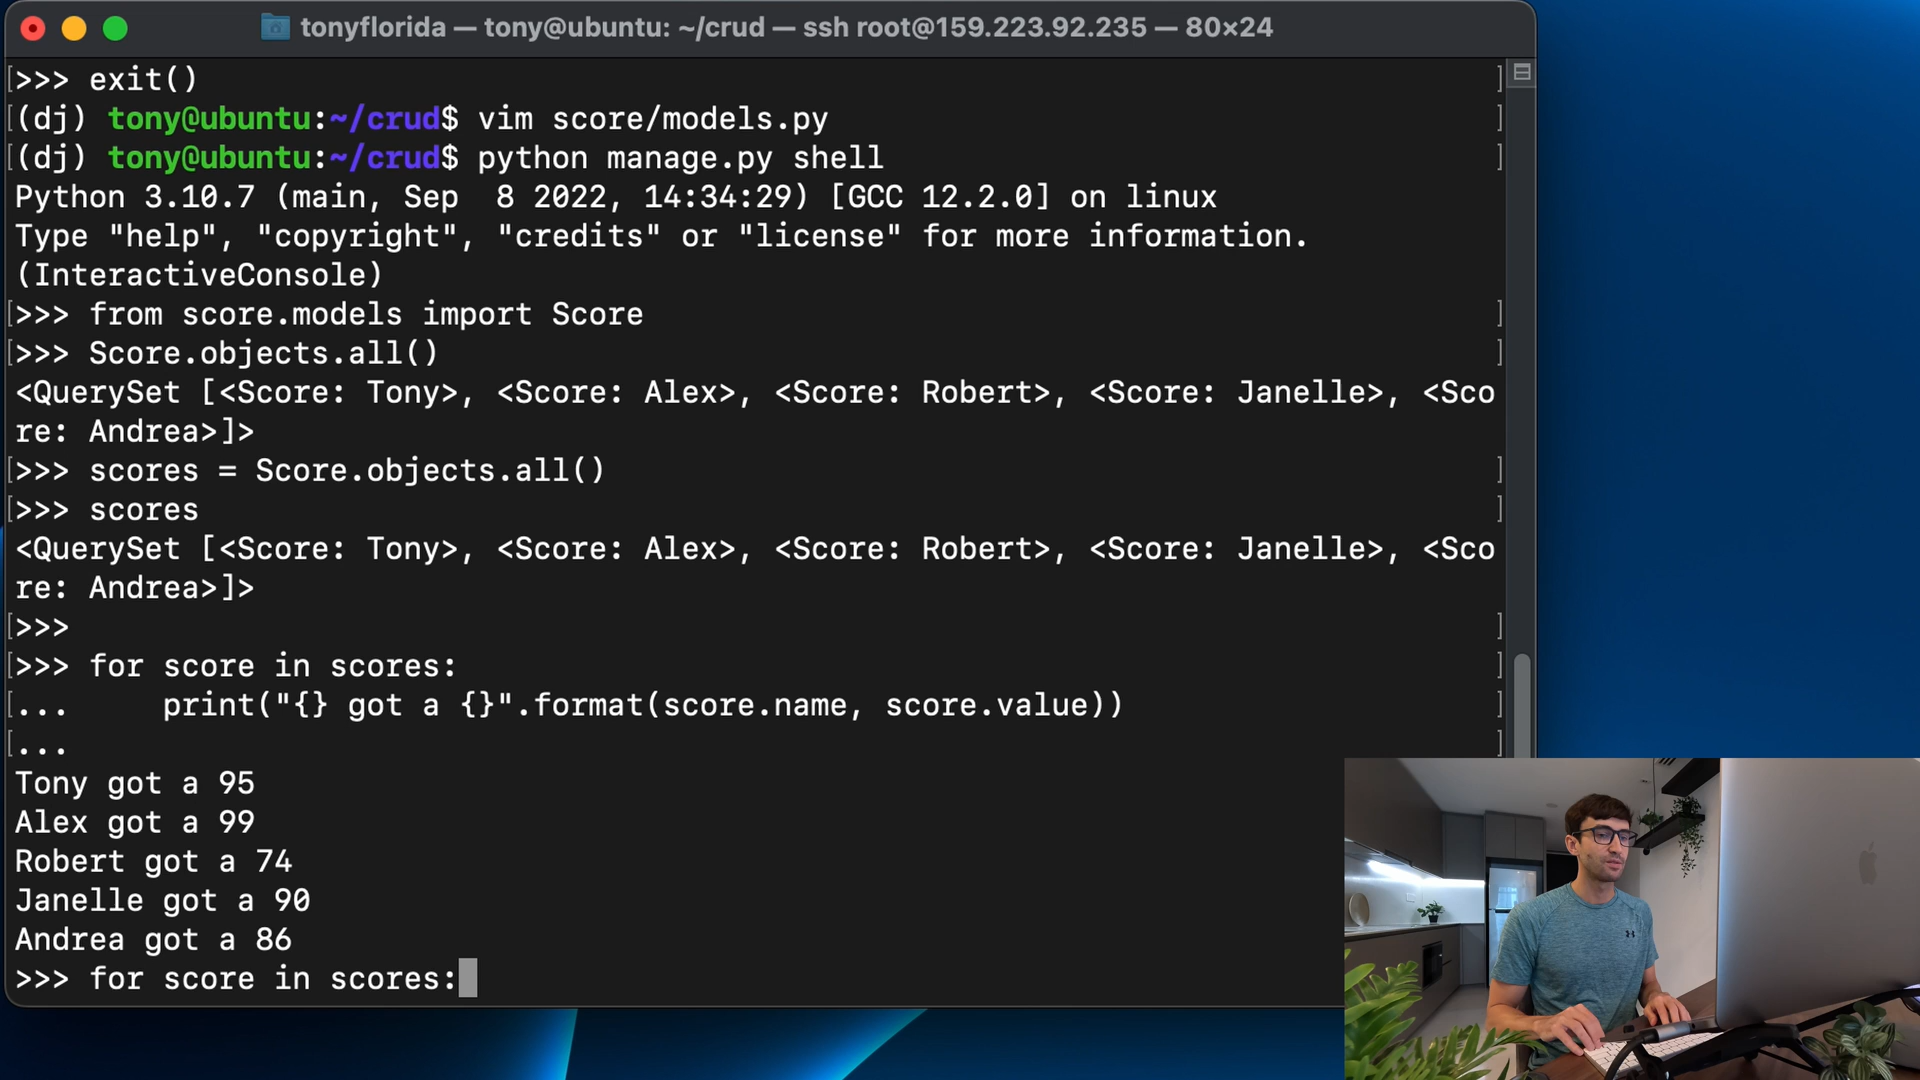 tonyflorida — tony@ubuntu: ~/crud — ssh root@159.223.92.235 — 80×24
[>>> exit() ]
[(dj) tony@ubuntu:~/crud$ vim score/models.py ]
[(dj) tony@ubuntu:~/crud$ python manage.py shell ]
Python 3.10.7 (main, Sep  8 2022, 14:34:29) [GCC 12.2.0] on linux
Type "help", "copyright", "credits" or "license" for more information.
(InteractiveConsole)
[>>> from score.models import Score ]
[>>> Score.objects.all() ]
<QuerySet [<Score: Tony>, <Score: Alex>, <Score: Robert>, <Score: Janelle>, <Sco
re: Andrea>]>
[>>> scores = Score.objects.all() ]
[>>> scores ]
<QuerySet [<Score: Tony>, <Score: Alex>, <Score: Robert>, <Score: Janelle>, <Sco
re: Andrea>]>
[>>> ]
[>>> for score in scores: ]
[...     print("{} got a {}".format(score.name, score.value)) ]
[... ]
Tony got a 95
Alex got a 99
Robert got a 74
Janelle got a 90
Andrea got a 86
>>> for score in scores: